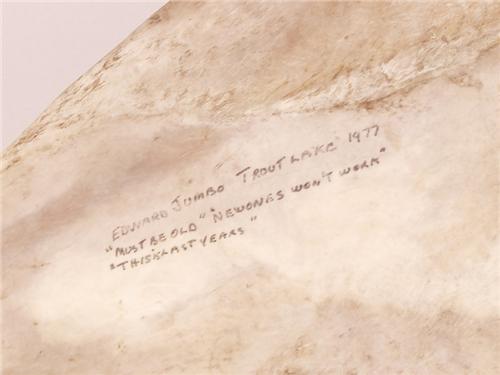 EDWARD JUMBO TROUT LAKE 1977
"MUST BE OLD" "NEW ONES WON'T WORK"
"THIS LAST YEARS"